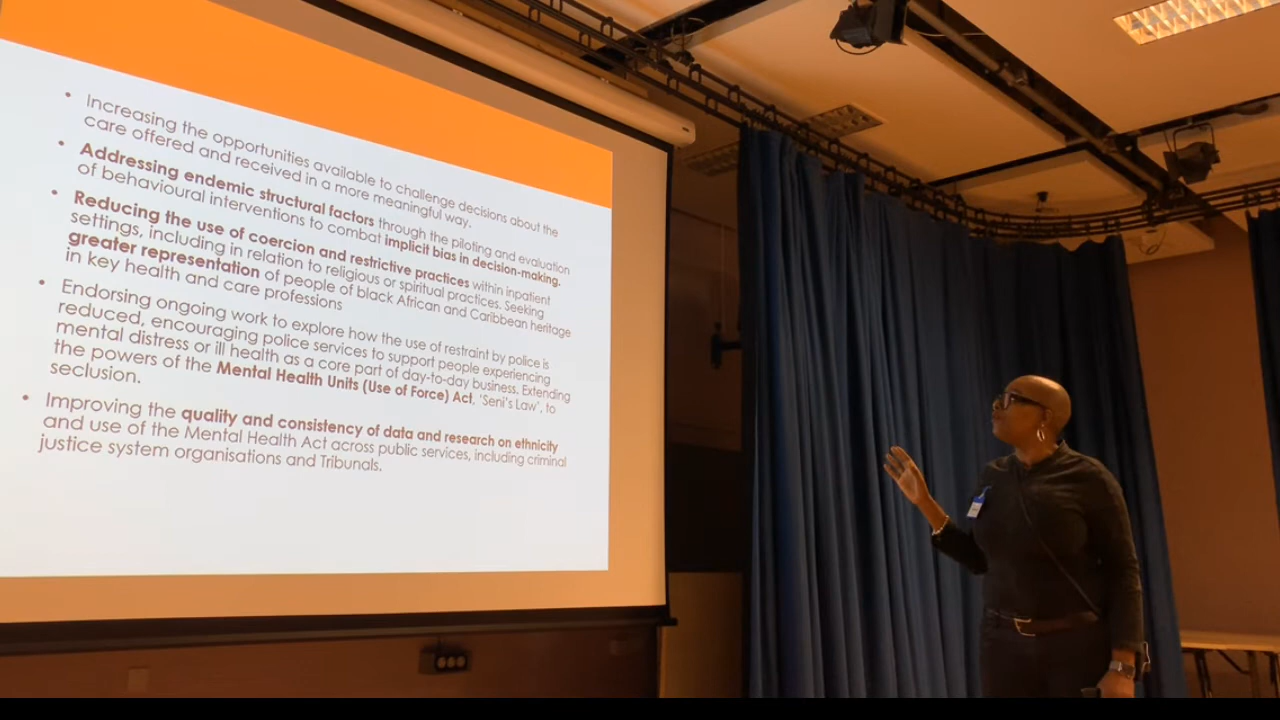 • Increasing the opportunities available to challenge decisions about the
care offered and received in a more meaningful way.
• Addressing endemic structural factors through the piloting and evaluation
of behavioural interventions to combat implicit bias in decision-making.
• Reducing the use of coercion and restrictive practices within inpatient
settings, including in relation to religious or spiritual practices. Seeking
greater representation of people of black African and Caribbean heritage
in key health and care professions
• Endorsing ongoing work to explore how the use of restraint by police is
reduced, encouraging police services to support people experiencing
mental distress or ill health as a core part of day-to-day business. Extending
the powers of the Mental Health Units (Use of Force) Act, ‘Seni’s Law’, to
seclusion.
• Improving the quality and consistency of data and research on ethnicity
and use of the Mental Health Act across public services, including criminal
justice system organisations and Tribunals.